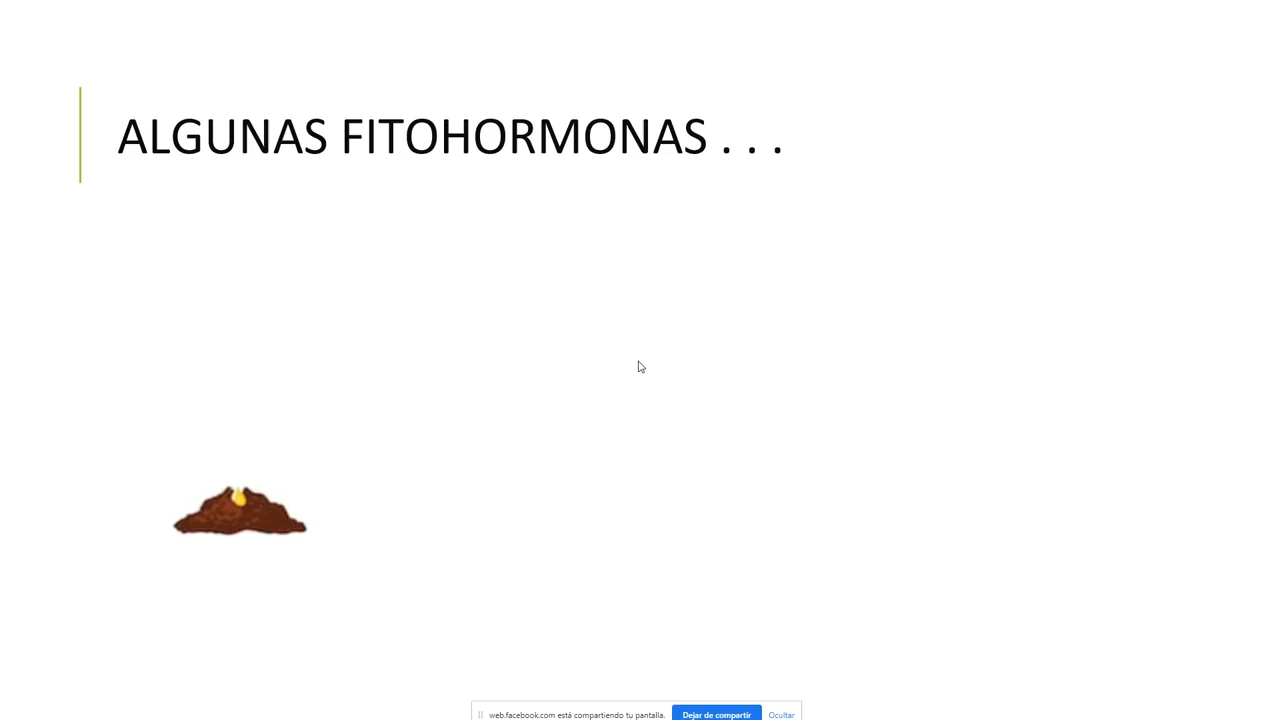 ALGUNAS FITOHORMONAS . . .
web.facebook.com está compartiendo tu pantalla. Dejar de compartir Ocultar